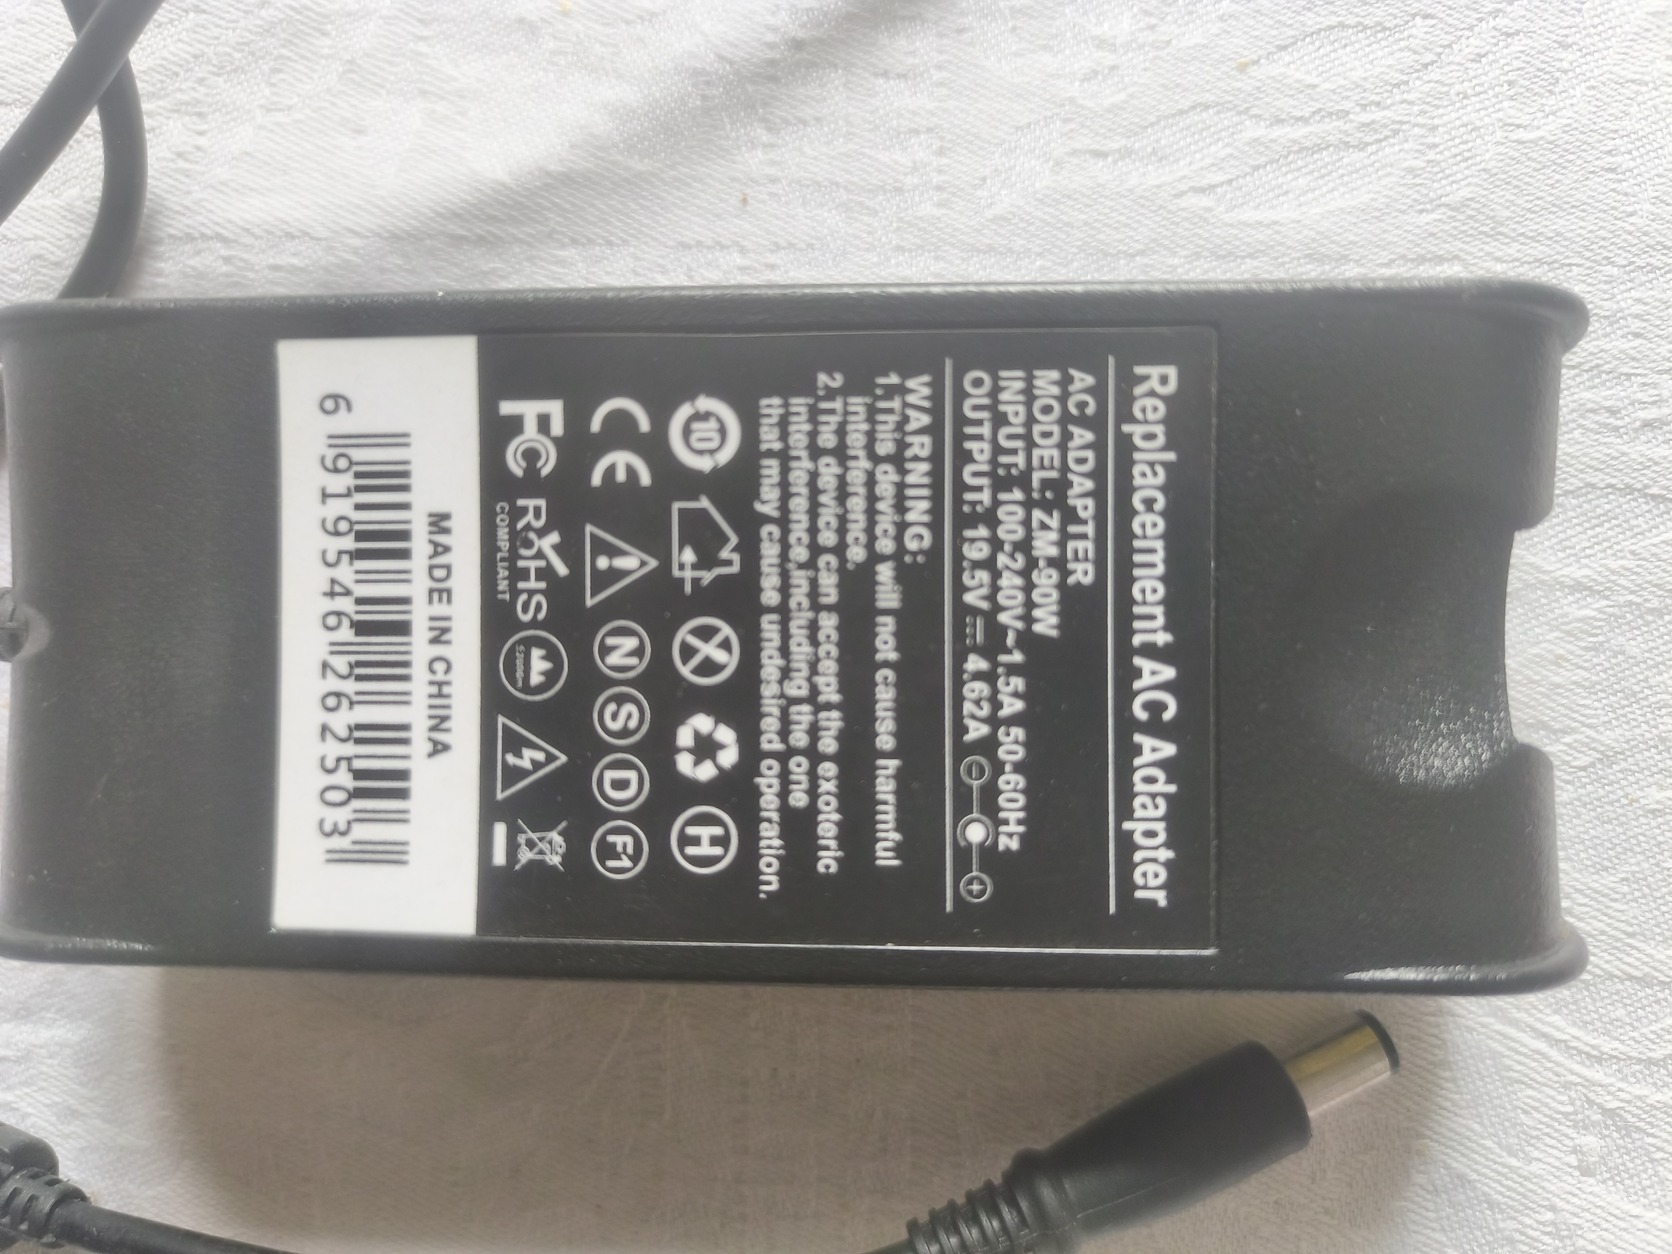 Replacement AC Adapter
AC ADAPTER
MODEL: ZM-90W
INPUT: 100-240V~1.5A 50-60Hz
OUTPUT: 19.5V⎓4.62A
WARNING:
1.This device will not cause harmful
interference.
2.The device can accept the exoteric
interference,including the one
that may cause undesired operation.
10
H
CE
N S D F1
FC RoHS
COMPLIANT
MADE IN CHINA
6 919546 262503